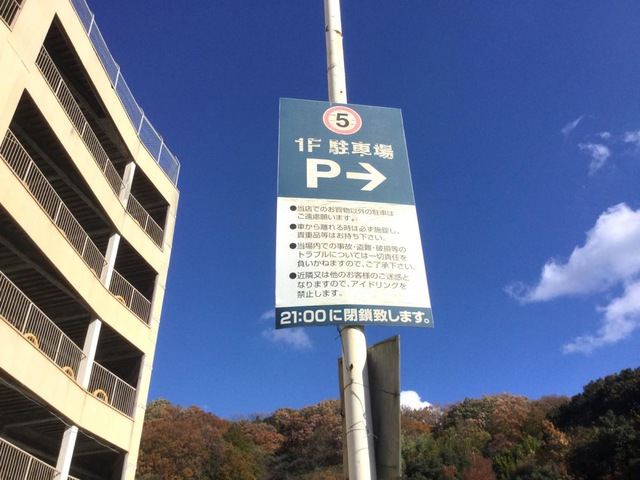 5
1F 駐車場
P→
●当店でのお買物以外の駐車は
ご遠慮願います。
●車から離れる時は必ず施錠し、
貴重品等はお持ち下さい。
●当場内での事故・盗難・破損等の
トラブルについては一切責任を
負いかねますので、ご了承下さい。
●近隣又は他のお客様のご迷惑と
なりますので、アイドリングを
禁止します。
21:00に閉鎖致します。